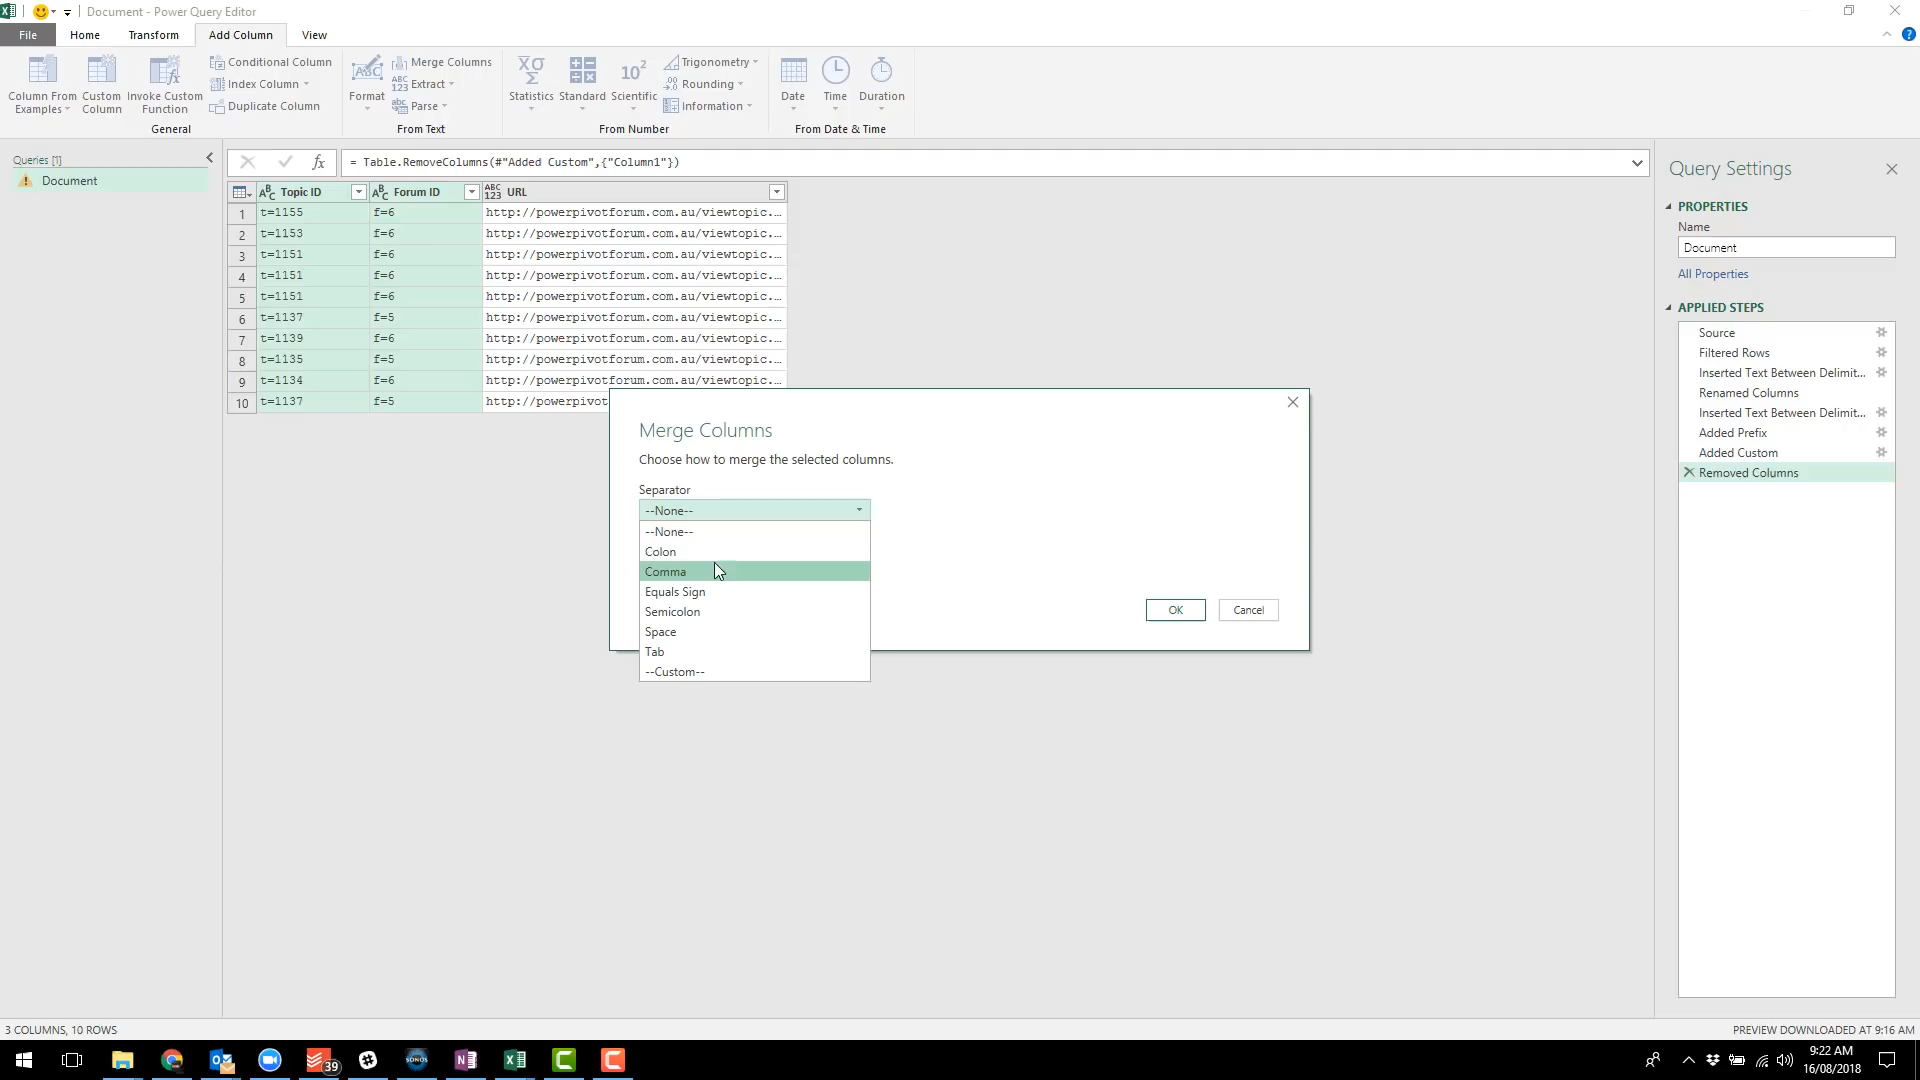 Document - Power Query Editor
File Home Transform Add Column View
Column From Examples
Custom Column
Invoke Custom Function
Conditional Column
Index Column
Duplicate Column
General
Format
Merge Columns
Extract
Parse
From Text
Statistics
Standard
Scientific
Trigonometry
Rounding
Information
From Number
Date
Time
Duration
From Date & Time
Queries [1]
Document
= Table.RemoveColumns(#"Added Custom",{"Column1"})
Topic ID Forum ID URL
1 t=1155 f=6 http://powerpivotforum.com.au/viewtopic....
2 t=1153 f=6 http://powerpivotforum.com.au/viewtopic....
3 t=1151 f=6 http://powerpivotforum.com.au/viewtopic....
4 t=1151 f=6 http://powerpivotforum.com.au/viewtopic....
5 t=1151 f=6 http://powerpivotforum.com.au/viewtopic....
6 t=1137 f=5 http://powerpivotforum.com.au/viewtopic....
7 t=1139 f=6 http://powerpivotforum.com.au/viewtopic....
8 t=1135 f=5 http://powerpivotforum.com.au/viewtopic....
9 t=1134 f=6 http://powerpivotforum.com.au/viewtopic....
10 t=1137 f=5 http://powerpivot
Merge Columns
Choose how to merge the selected columns.
Separator
--None--
--None--
Colon
Comma
Equals Sign
Semicolon
Space
Tab
--Custom--
OK Cancel
Query Settings
PROPERTIES
Name
Document
All Properties
APPLIED STEPS
Source
Filtered Rows
Inserted Text Between Delimit...
Renamed Columns
Inserted Text Between Delimit...
Added Prefix
Added Custom
Removed Columns
3 COLUMNS, 10 ROWS
PREVIEW DOWNLOADED AT 9:16 AM
39
SONOS
9:22 AM
16/08/2018